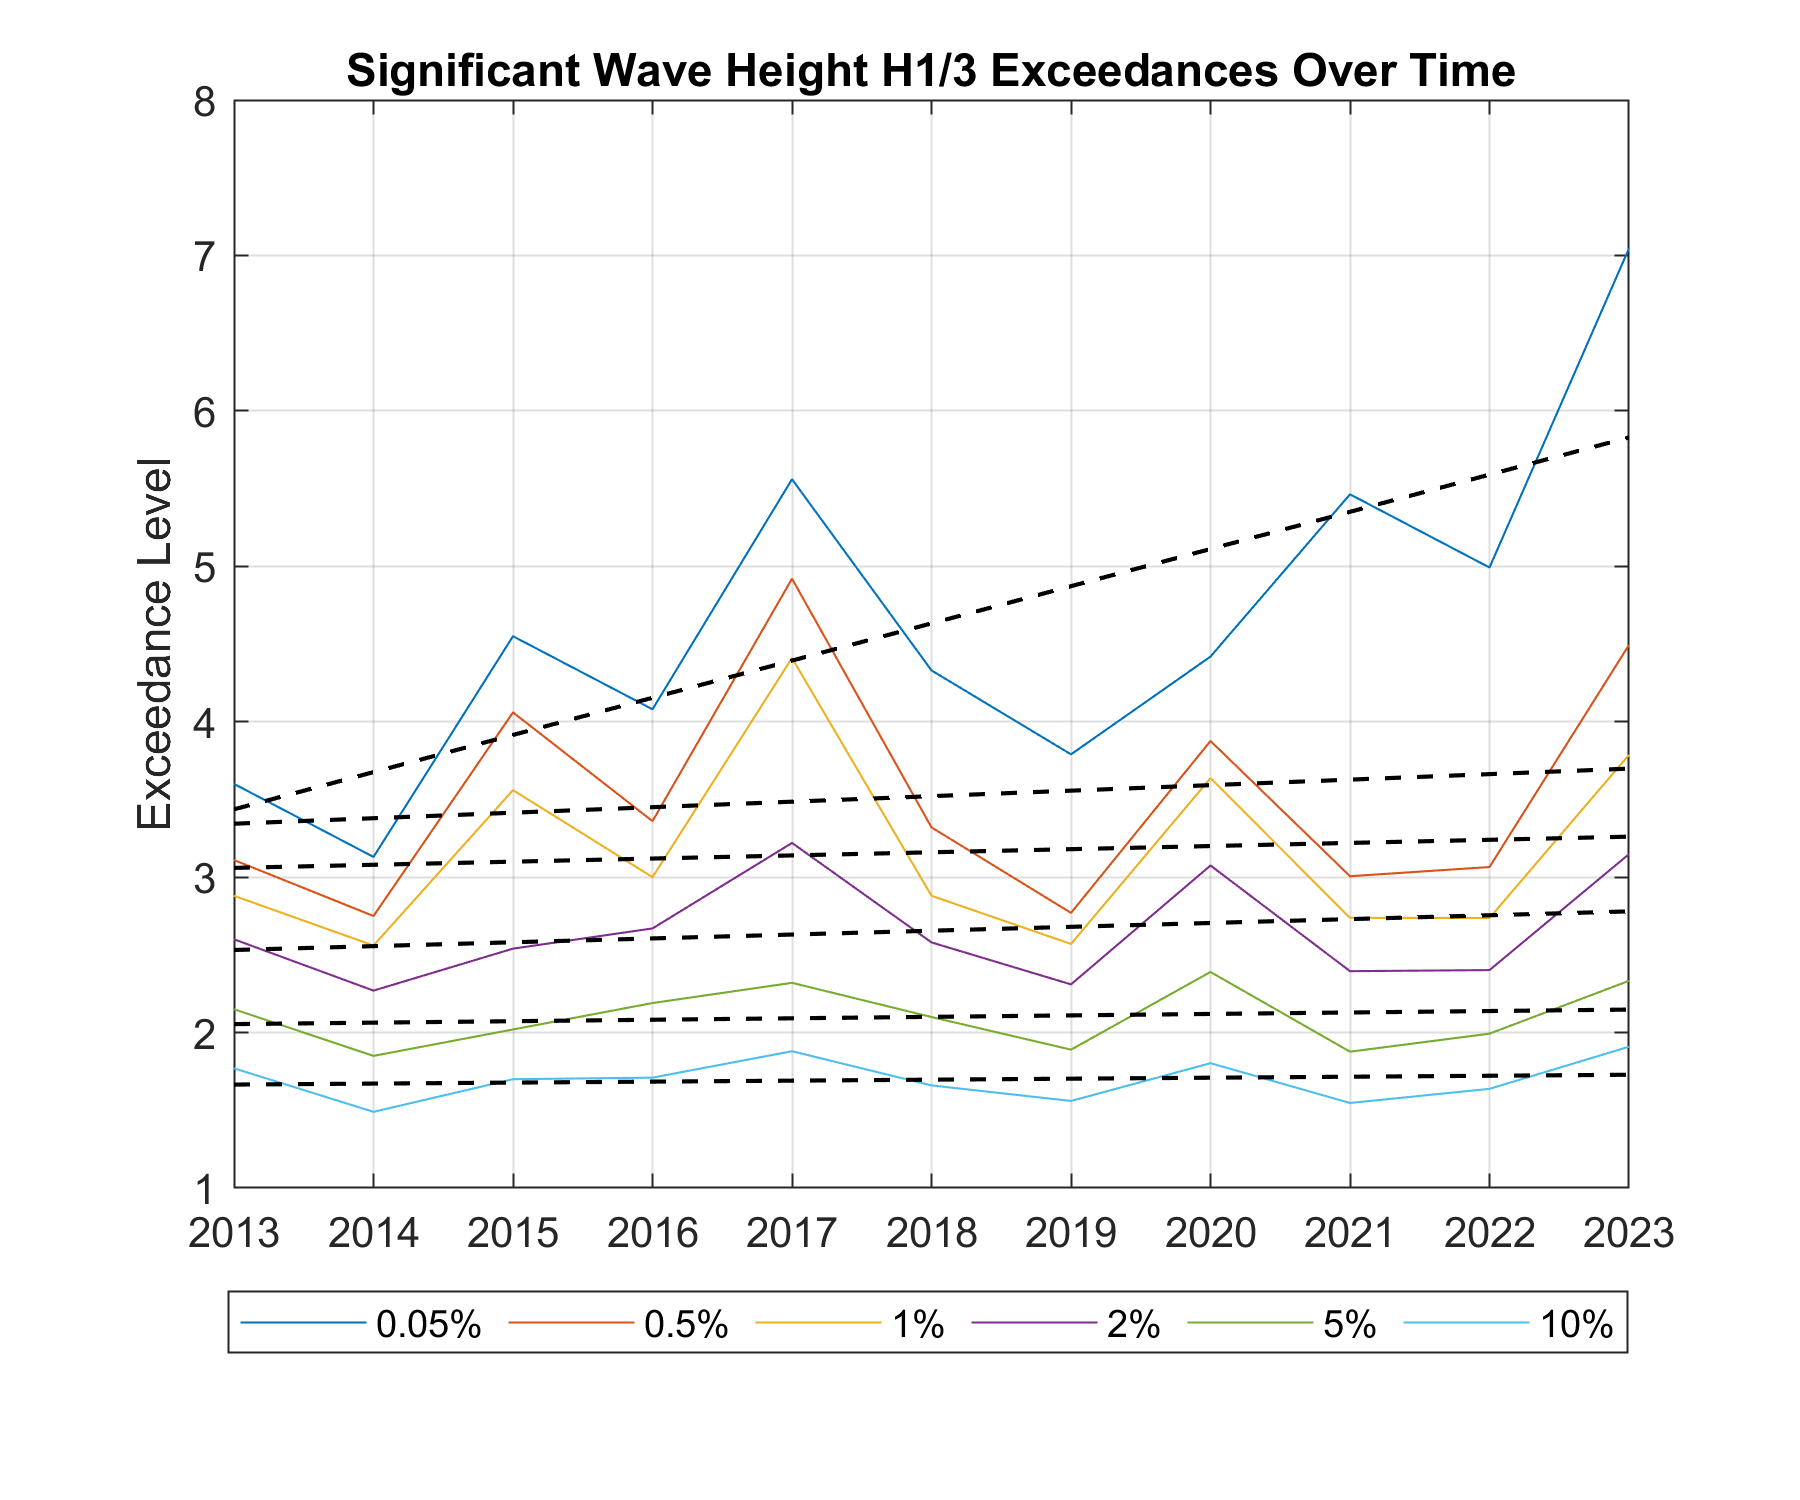 Significant Wave Height H1/3 Exceedances Over Time
8
7
6
5
4
3
2
1
Exceedance Level
2013 2014 2015 2016 2017 2018 2019 2020 2021 2022 2023
0.05% 0.5% 1% 2% 5% 10%